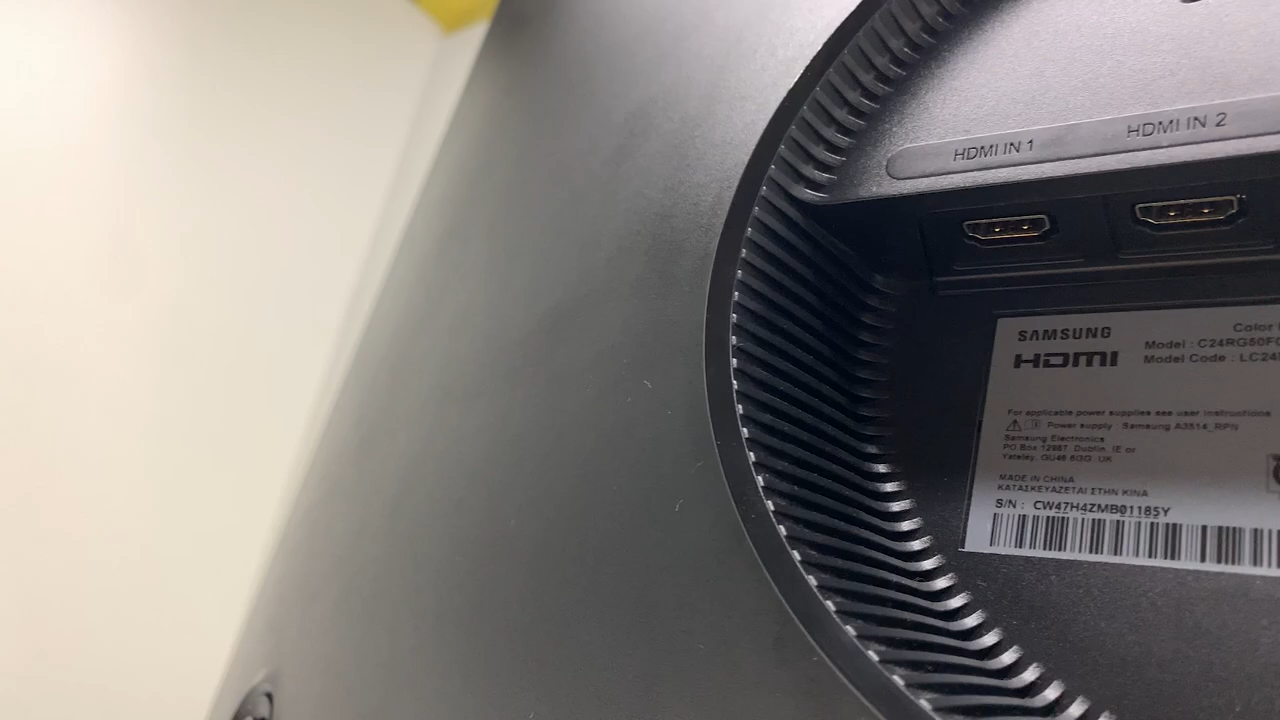 HDMI IN 1
HDMI IN 2
SAMSUNG
HDMI
Color
Model : C24RG50F
Model Code : LC24
For applicable power supplies see user instructions
Power supply : Samsung A3514_RPN
Samsung Electronics
PO Box 12987, Dublin, IE or
Yateley, GU46 6GG, UK
MADE IN CHINA
ΚΑΤΑΣΚΕΥΑΖΕΤΑΙ ΣΤΗΝ ΚΙΝΑ
S/N : CW47H4ZMB01185Y